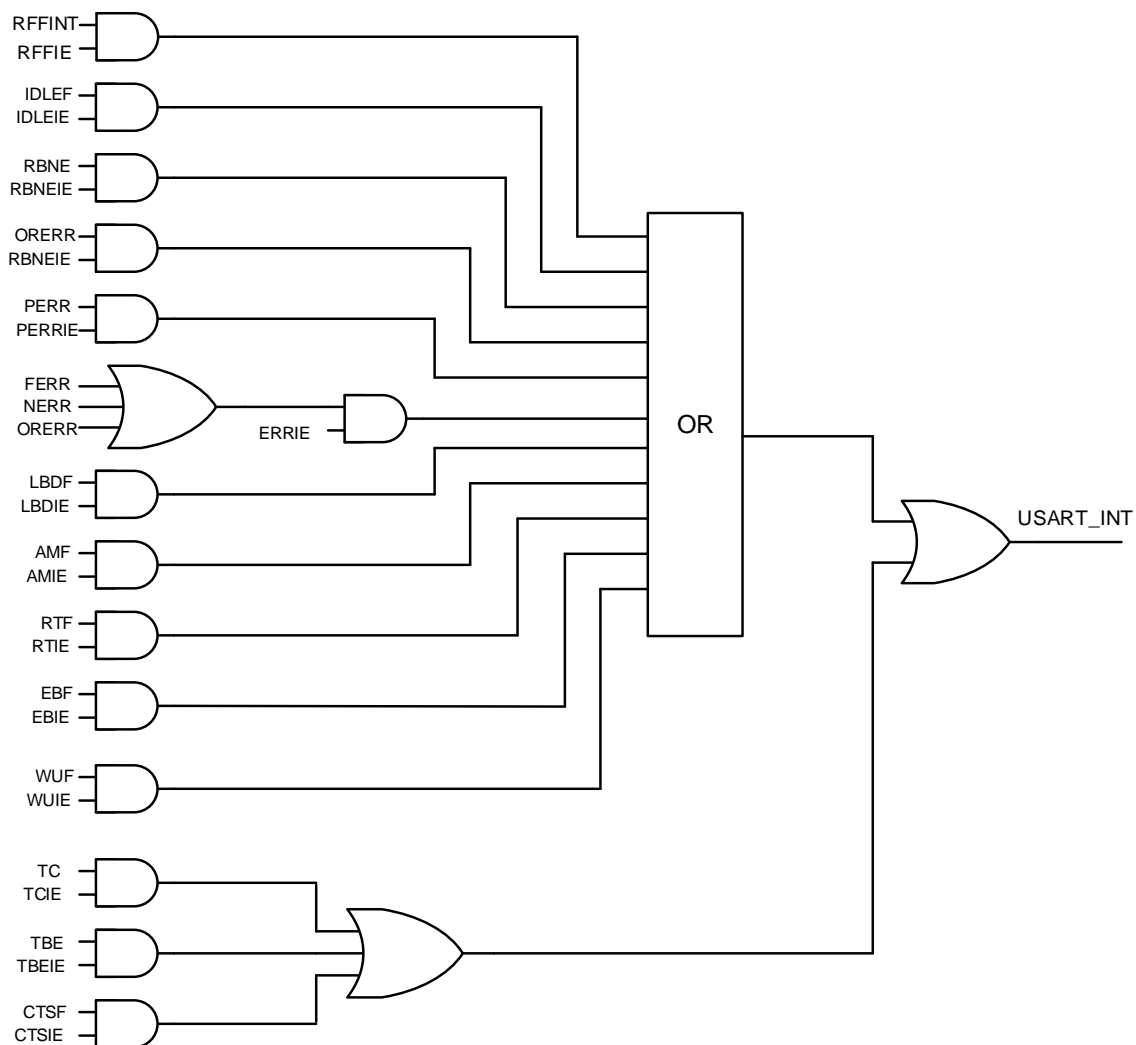 RFFINT
RFFIE
IDLEF
IDLEIE
RBNE
RBNEIE
ORERR
RBNEIE
PERR
PERRIE
FERR
NERR
ORERR
ERRIE
LBDF
LBDIE
AMF
AMIE
RTF
RTIE
EBF
EBIE
WUF
WUIE
OR
USART_INT
TC
TCIE
TBE
TBEIE
CTSF
CTSIE